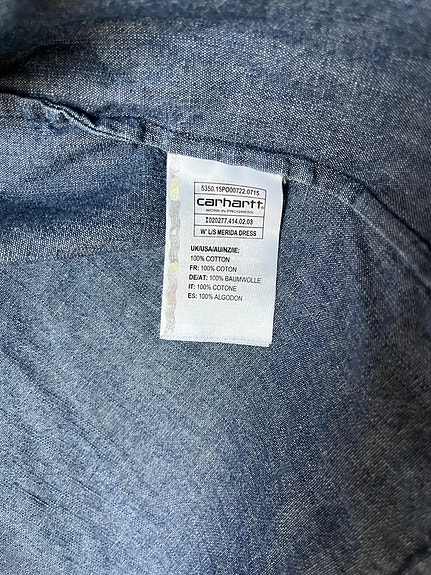 5350.15PO00722.0715
carhartt.
WORK IN PROGRESS
I020277.414.02.03
W' L/S MERIDA DRESS
UK/USA/AU/NZ/IE:
100% COTTON
FR: 100% COTON
DE/AT: 100% BAUMWOLLE
IT: 100% COTONE
ES: 100% ALGODON